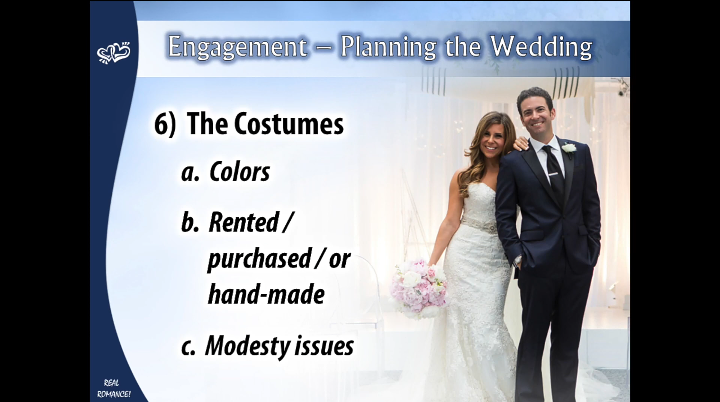 Engagement – Planning the Wedding
6) The Costumes
a. Colors
b. Rented /
purchased / or
hand-made
c. Modesty issues
REAL
ROMANCE!